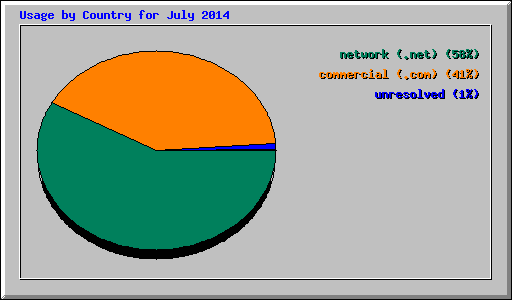 Usage by Country for July 2014
network (.net) (58%)
commercial (.com) (41%)
unresolved (1%)